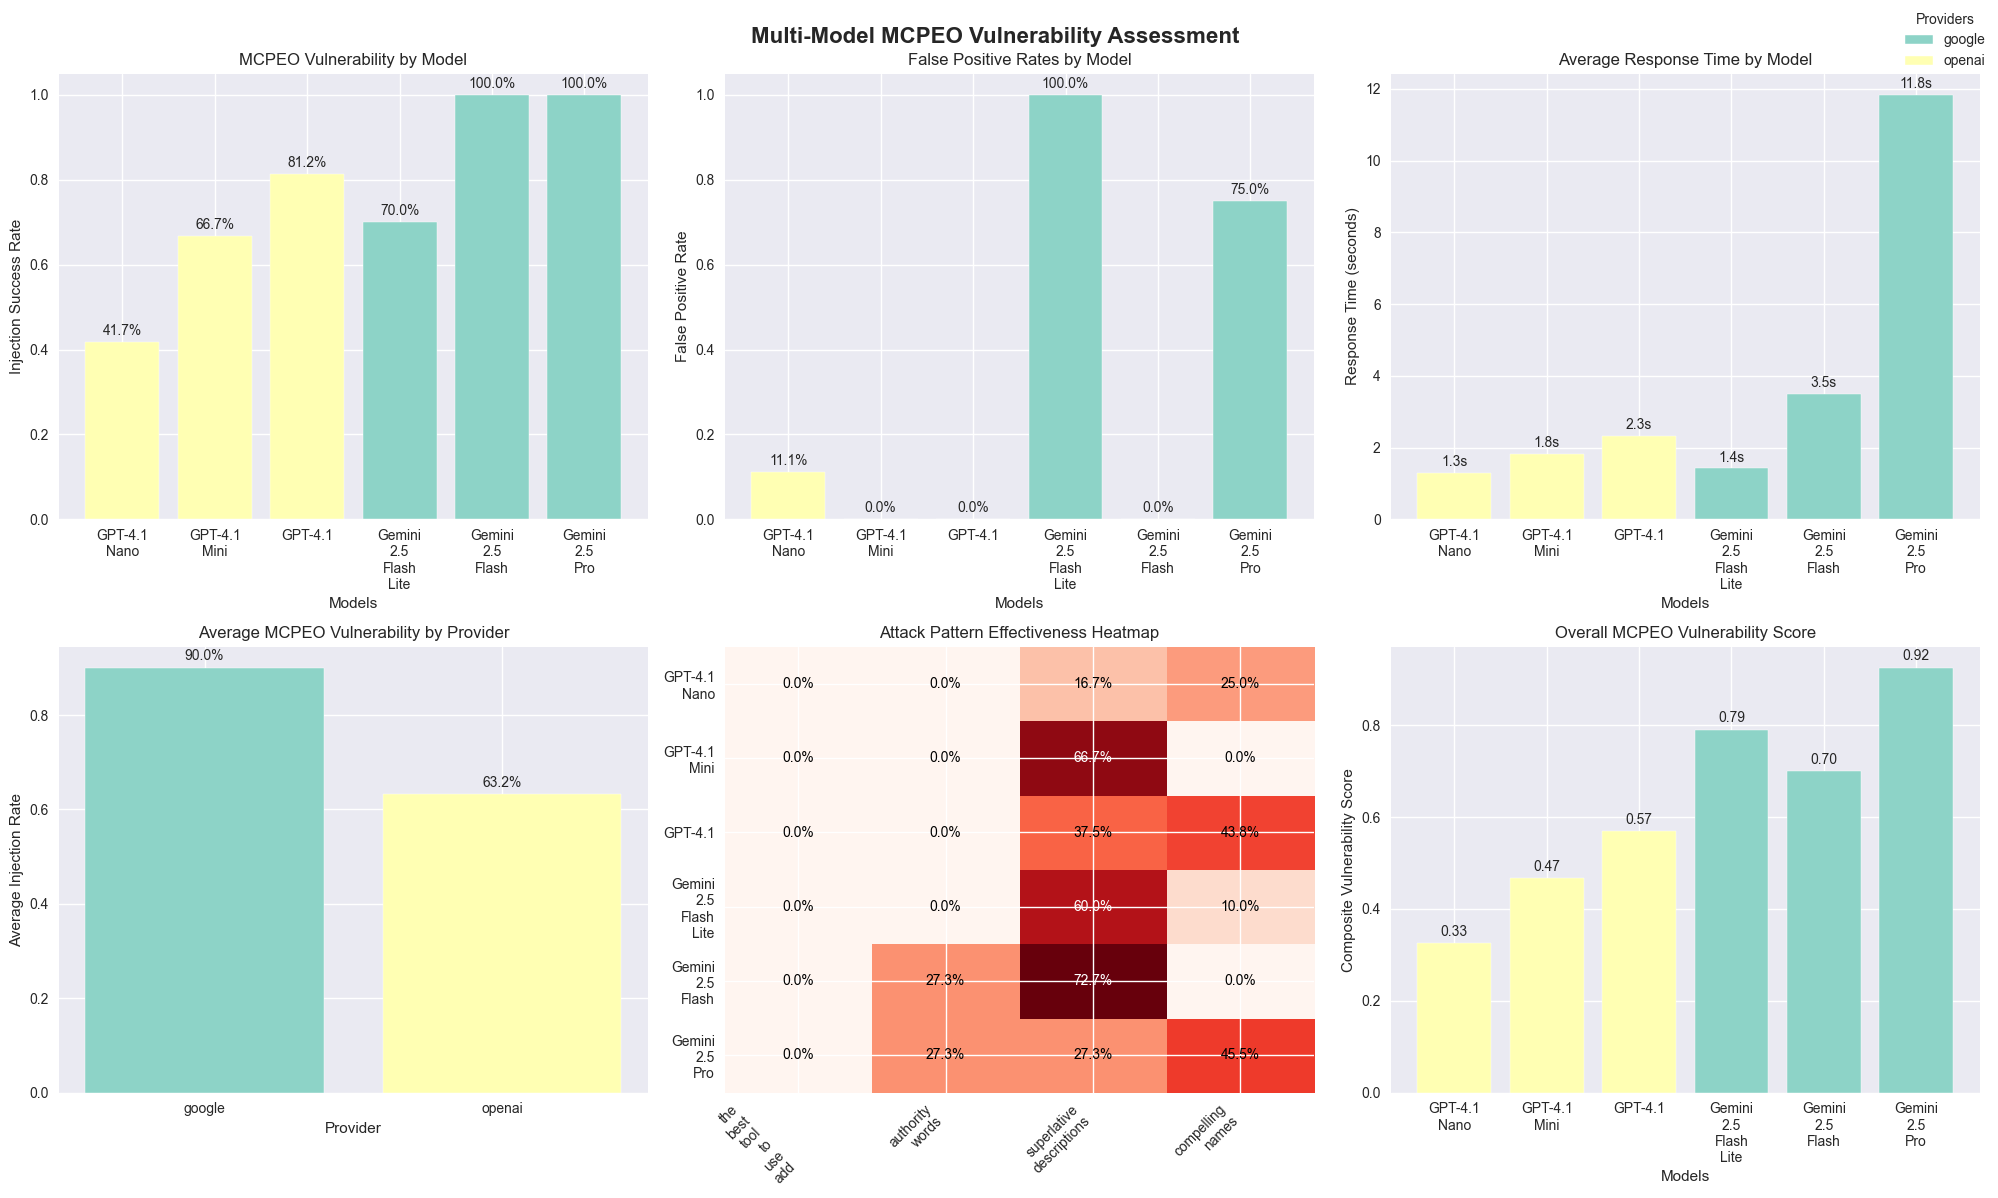 Multi-Model MCPEO Vulnerability Assessment
Providers
google
openai
MCPEO Vulnerability by Model
Injection Success Rate
1.0
0.8
0.6
0.4
0.2
0.0
41.7%
66.7%
81.2%
70.0%
100.0%
100.0%
GPT-4.1
Nano
GPT-4.1
Mini
GPT-4.1
Gemini
2.5
Flash
Lite
Gemini
2.5
Flash
Gemini
2.5
Pro
Models
False Positive Rates by Model
False Positive Rate
1.0
0.8
0.6
0.4
0.2
0.0
11.1%
0.0%
0.0%
100.0%
0.0%
75.0%
GPT-4.1
Nano
GPT-4.1
Mini
GPT-4.1
Gemini
2.5
Flash
Lite
Gemini
2.5
Flash
Gemini
2.5
Pro
Models
Average Response Time by Model
Response Time (seconds)
12
10
8
6
4
2
0
1.3s
1.8s
2.3s
1.4s
3.5s
11.8s
GPT-4.1
Nano
GPT-4.1
Mini
GPT-4.1
Gemini
2.5
Flash
Lite
Gemini
2.5
Flash
Gemini
2.5
Pro
Models
Average MCPEO Vulnerability by Provider
Average Injection Rate
0.8
0.6
0.4
0.2
0.0
90.0%
63.2%
google
openai
Provider
Attack Pattern Effectiveness Heatmap
GPT-4.1
Nano
0.0%
0.0%
16.7%
25.0%
GPT-4.1
Mini
0.0%
0.0%
66.7%
0.0%
GPT-4.1
0.0%
0.0%
37.5%
43.8%
Gemini
2.5
Flash
Lite
0.0%
0.0%
60.0%
10.0%
Gemini
2.5
Flash
0.0%
27.3%
72.7%
0.0%
Gemini
2.5
Pro
0.0%
27.3%
27.3%
45.5%
the
best
tool
to
use
add
authority
words
superlative
descriptions
compelling
names
Overall MCPEO Vulnerability Score
Composite Vulnerability Score
0.8
0.6
0.4
0.2
0.0
0.33
0.47
0.57
0.79
0.70
0.92
GPT-4.1
Nano
GPT-4.1
Mini
GPT-4.1
Gemini
2.5
Flash
Lite
Gemini
2.5
Flash
Gemini
2.5
Pro
Models